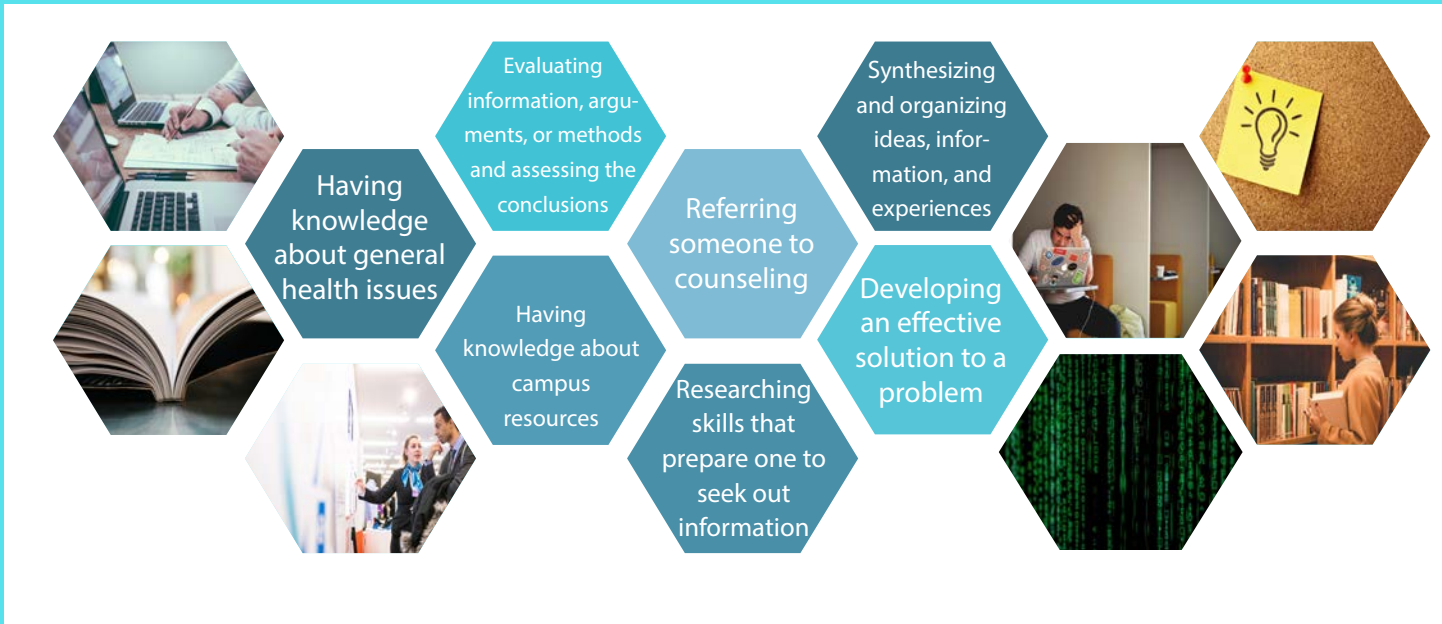 Having
knowledge
about general
health issues
Evaluating
information, argu-
ments, or methods
and assessing the
conclusions
Having
knowledge about
campus
resources
Referring
someone to
counseling
Researching
skills that
prepare one to
seek out
information
Synthesizing
and organizing
ideas, infor-
mation, and
experiences
Developing
an effective
solution to a
problem